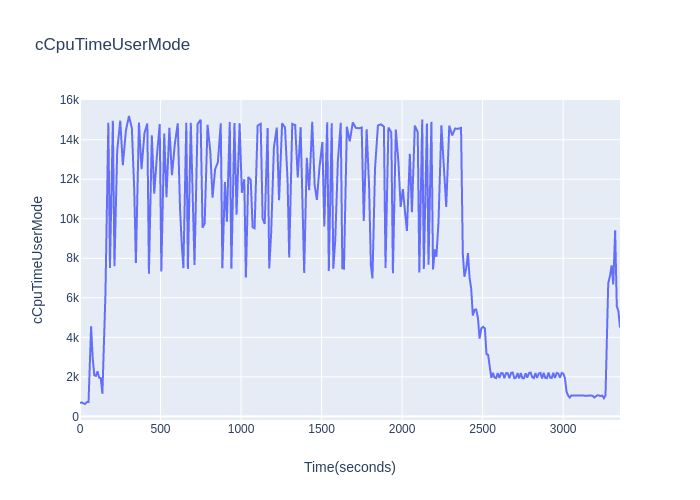 cCpuTimeUserMode
16k
14k
12k
10k
8k
6k
4k
2k
0
cCpuTimeUserMode
0 500 1000 1500 2000 2500 3000
Time(seconds)